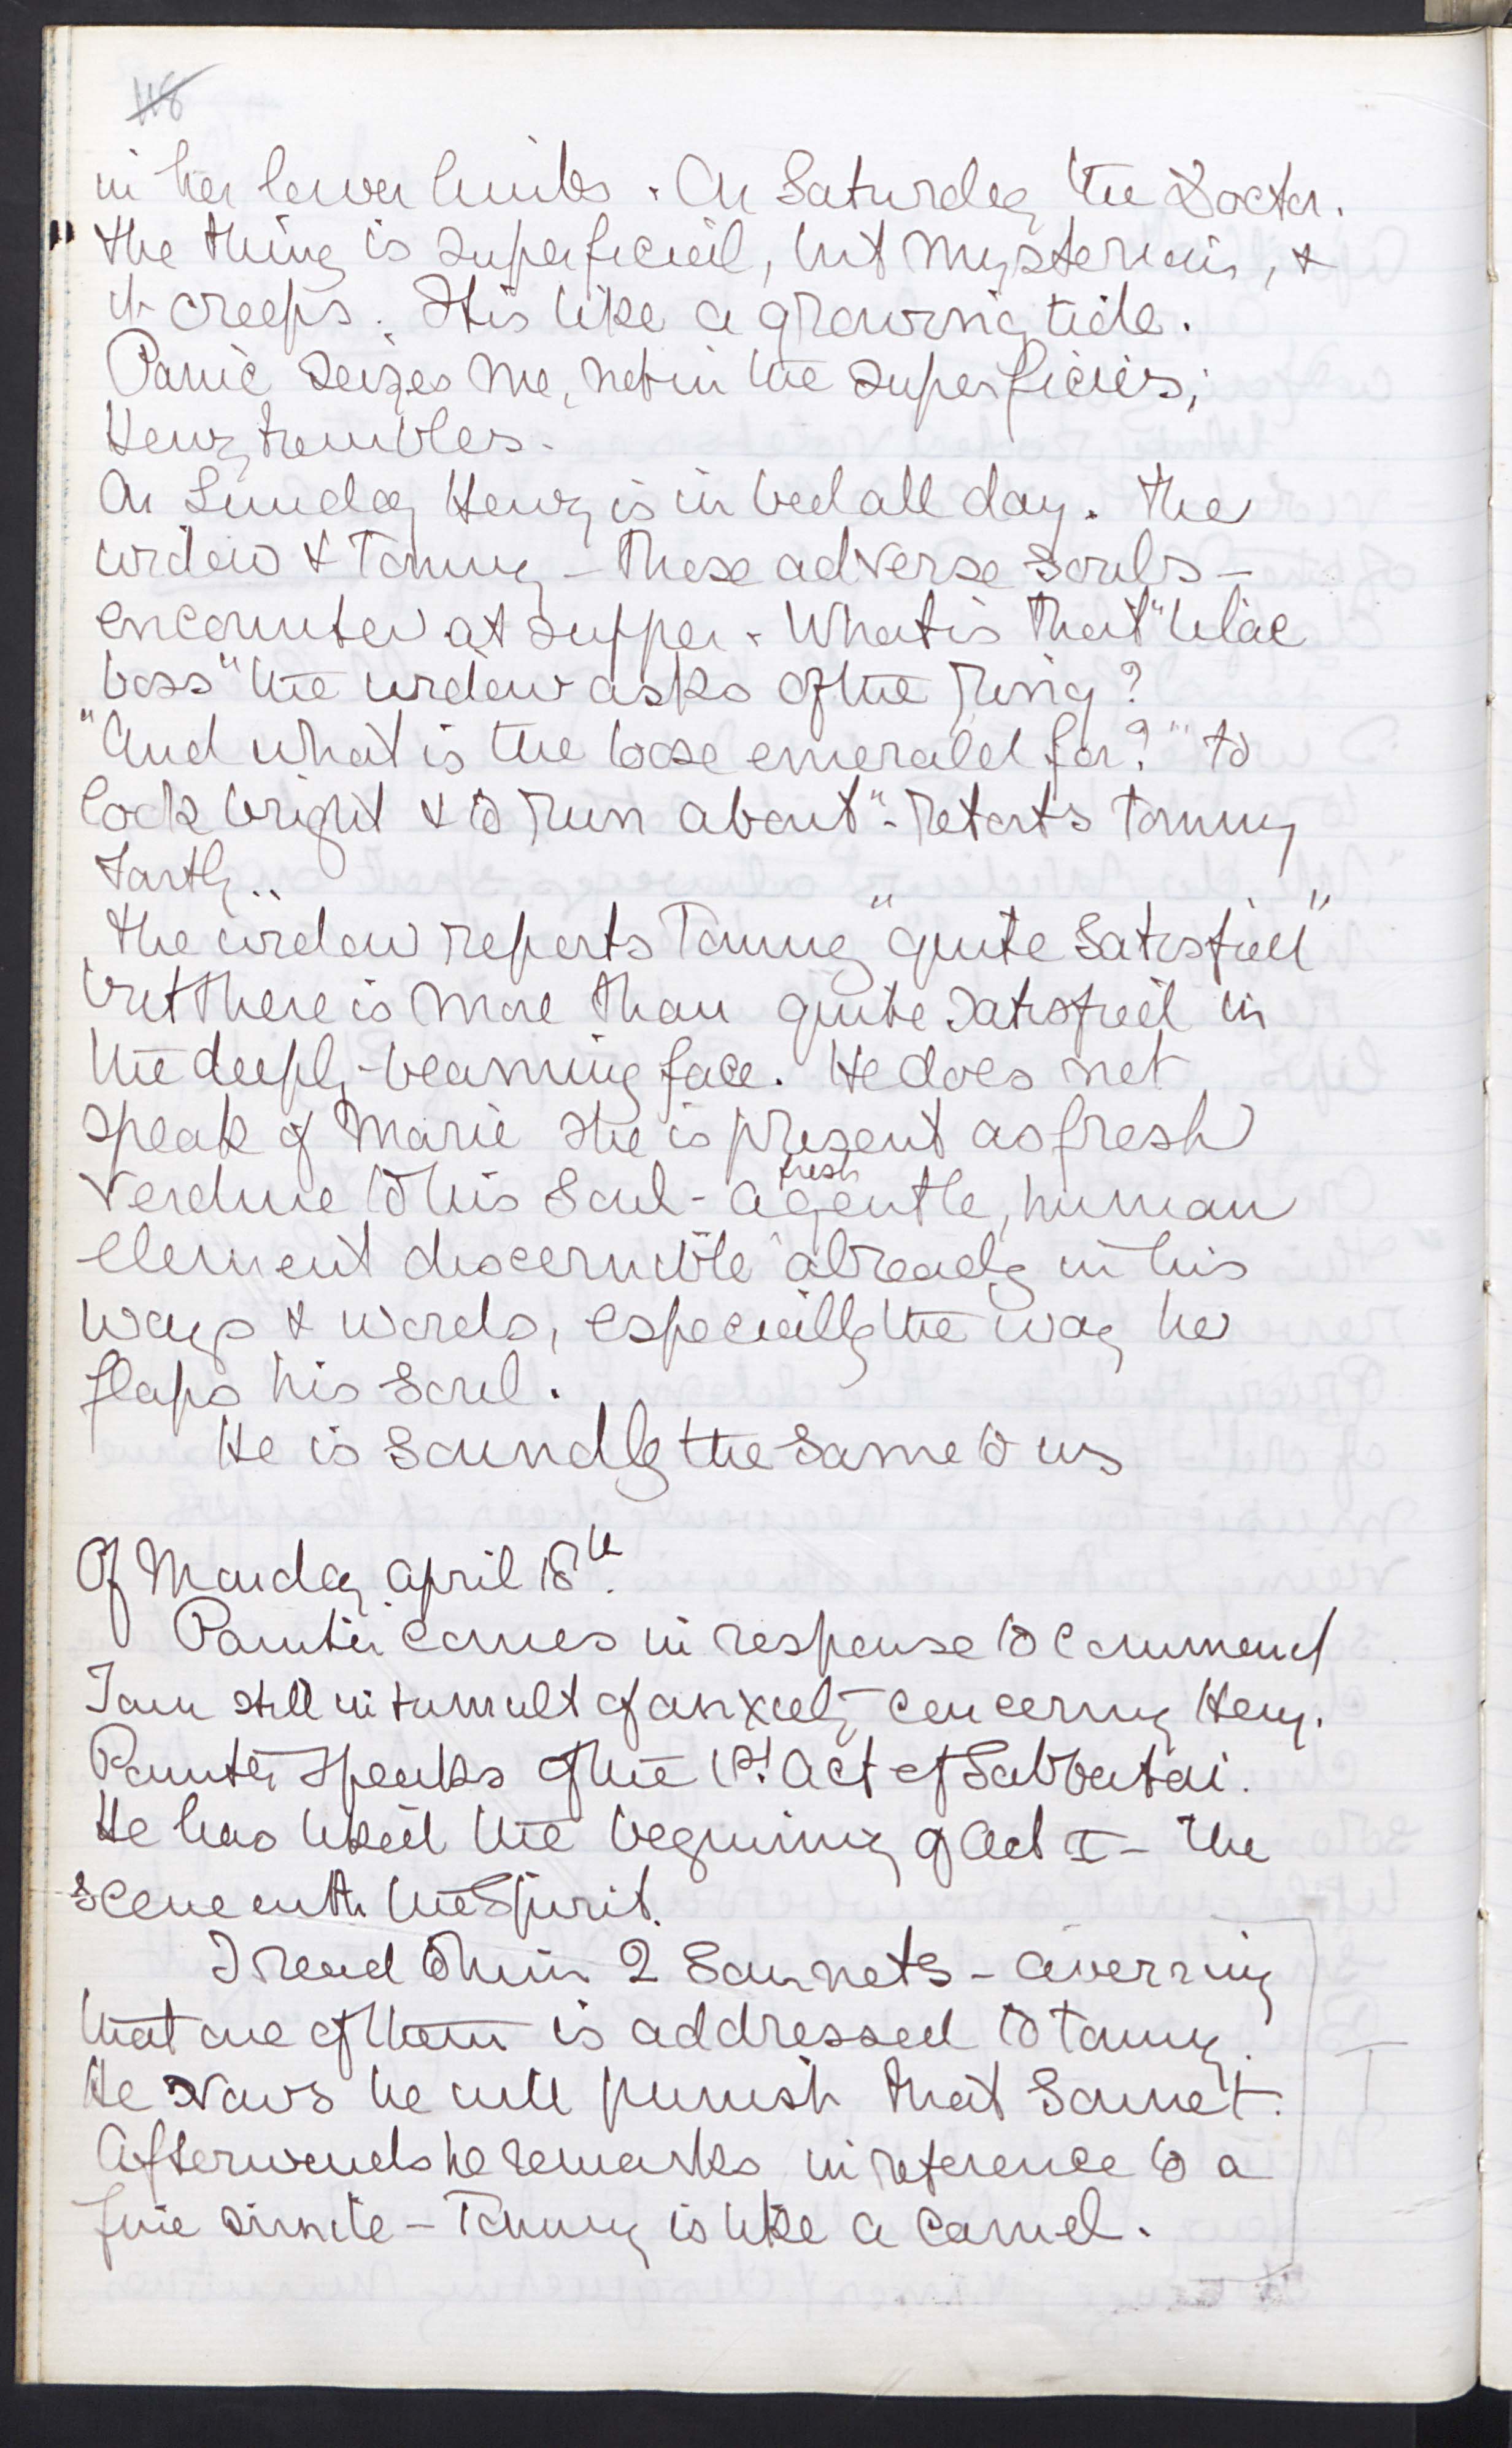 118
in her lower limbs. On Saturday the Doctor.
"the thing is superficial, but mysterious, &
it creeps. It is like a growing tide.
Panic seizes me, not in the superficies;
Henry trembles.
On Sunday Henry is in bed all day. The
widow & Tommy – these adverse souls –
encounter at supper. What is that "lilac
boss" the widow asks of the ring?
"And what is the loose emerald for?" "to
look bright & to run about" - retorts Tommy
tartly..
The widow reports Tommy "quite satisfied"
but there is more than quite satisfied in
the deeply-beaming face. He does not
speak of Marie she is present as fresh
verdure to his soul - a fresh gentle, human
element discernible already in his
ways & words, especially the way he
flaps his soul.
He is soundly the same to us
Of Monday April 18th.
Painter comes in response to command
I am still in tumult of anxiety concerning Heny.
Painter speaks of the 1st. Act of Sabbatai.
He has liked the beginning of Act I – the
scene with the Spirit.
I read to him 2 Sonnets – averring
that one of them is addressed to Tommy.
He vows he will punish that Sonnet.
Afterwards he remarks in reference to a
fine simile – Tommy is like a camel.
I